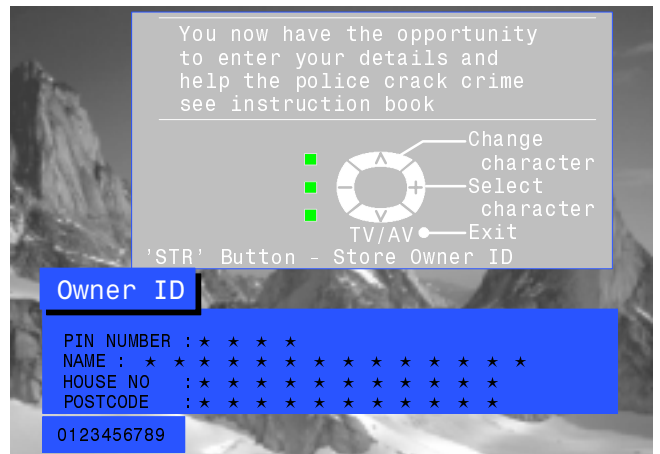 You now have the opportunity
to enter your details and
help the police crack crime
see instruction book
Change
character
Select
character
TV/AV Exit
'STR' Button - Store Owner ID
Owner ID
PIN NUMBER :★ ★ ★ ★
NAME : ★ ★ ★ ★ ★ ★ ★ ★ ★ ★ ★ ★ ★ ★
HOUSE NO :★ ★ ★ ★ ★ ★ ★ ★ ★ ★ ★
POSTCODE :★ ★ ★ ★ ★ ★ ★ ★ ★ ★ ★
0123456789